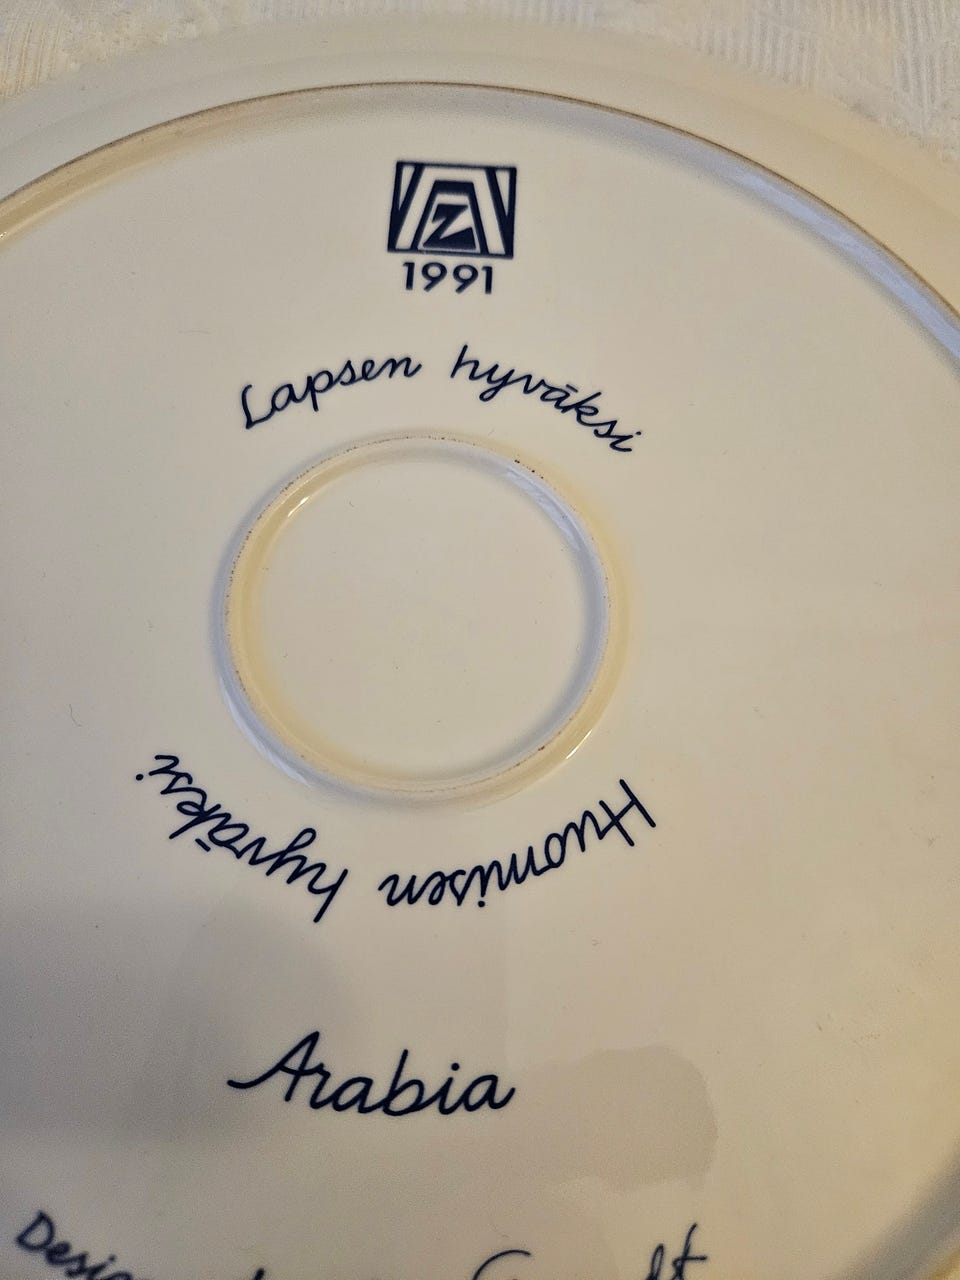 Z
1991
Lapsen hyväksi
Huomisen hyväksi
Arabia